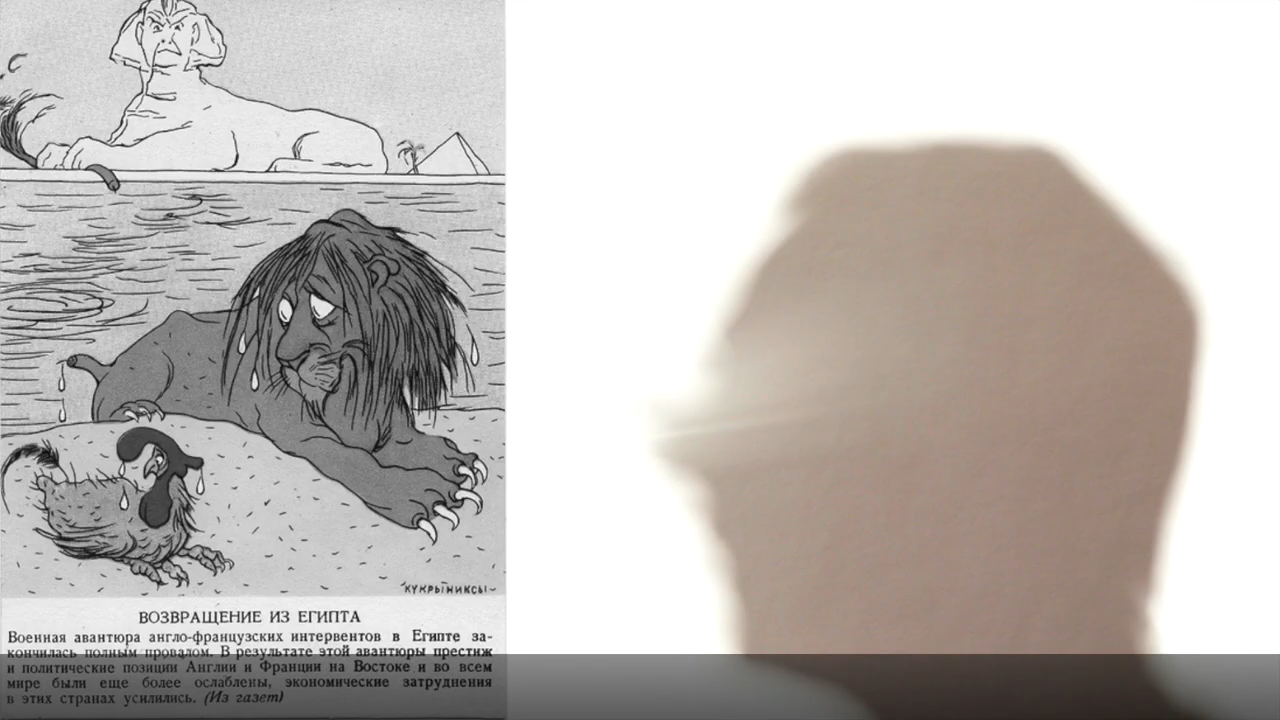 КУКРЫНИКСЫ
ВОЗВРАЩЕНИЕ ИЗ ЕГИПТА
Военная авантюра англо-французских интервентов в Египте за-
кончилась полным провалом. В результате этой авантюры престиж
и политические позиции Англии и Франции на Востоке и во всем
мире были еще более ослаблены, экономические затруднения
в этих странах усилились. (Из газет)